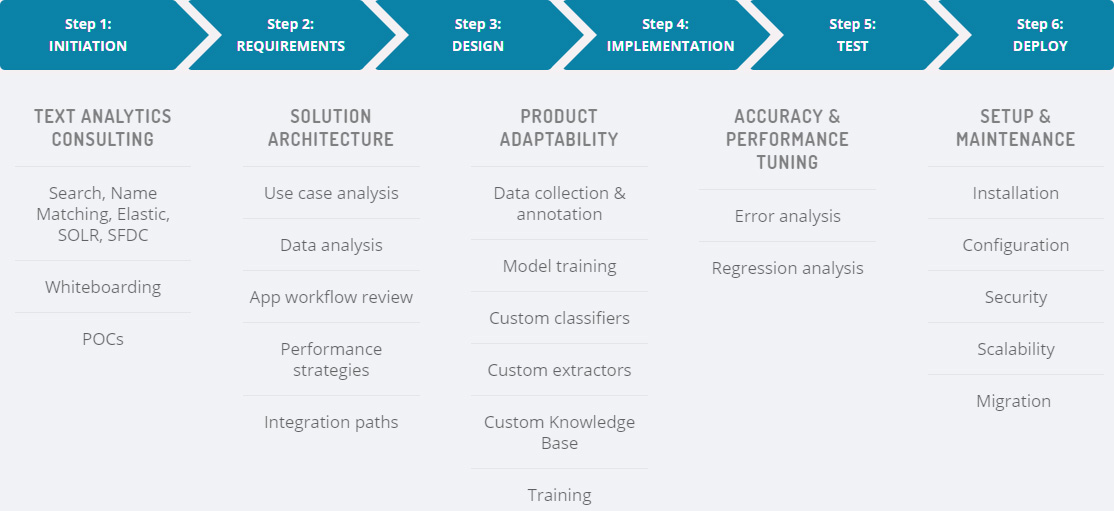 Step 1:
INITIATION
Step 2:
REQUIREMENTS
Step 3:
DESIGN
Step 4:
IMPLEMENTATION
Step 5:
TEST
Step 6:
DEPLOY
TEXT ANALYTICS
CONSULTING
Search, Name
Matching, Elastic,
SOLR, SFDC
Whiteboarding
POCs
SOLUTION
ARCHITECTURE
Use case analysis
Data analysis
App workflow review
Performance
strategies
Integration paths
PRODUCT
ADAPTABILITY
Data collection &
annotation
Model training
Custom classifiers
Custom extractors
Custom Knowledge
Base
Training
ACCURACY &
PERFORMANCE
TUNING
Error analysis
Regression analysis
SETUP &
MAINTENANCE
Installation
Configuration
Security
Scalability
Migration